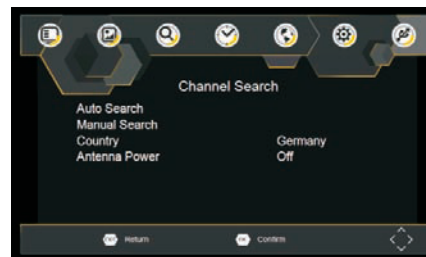 Channel Search
Auto Search
Manual Search
Country Germany
Antenna Power Off
Return Confirm